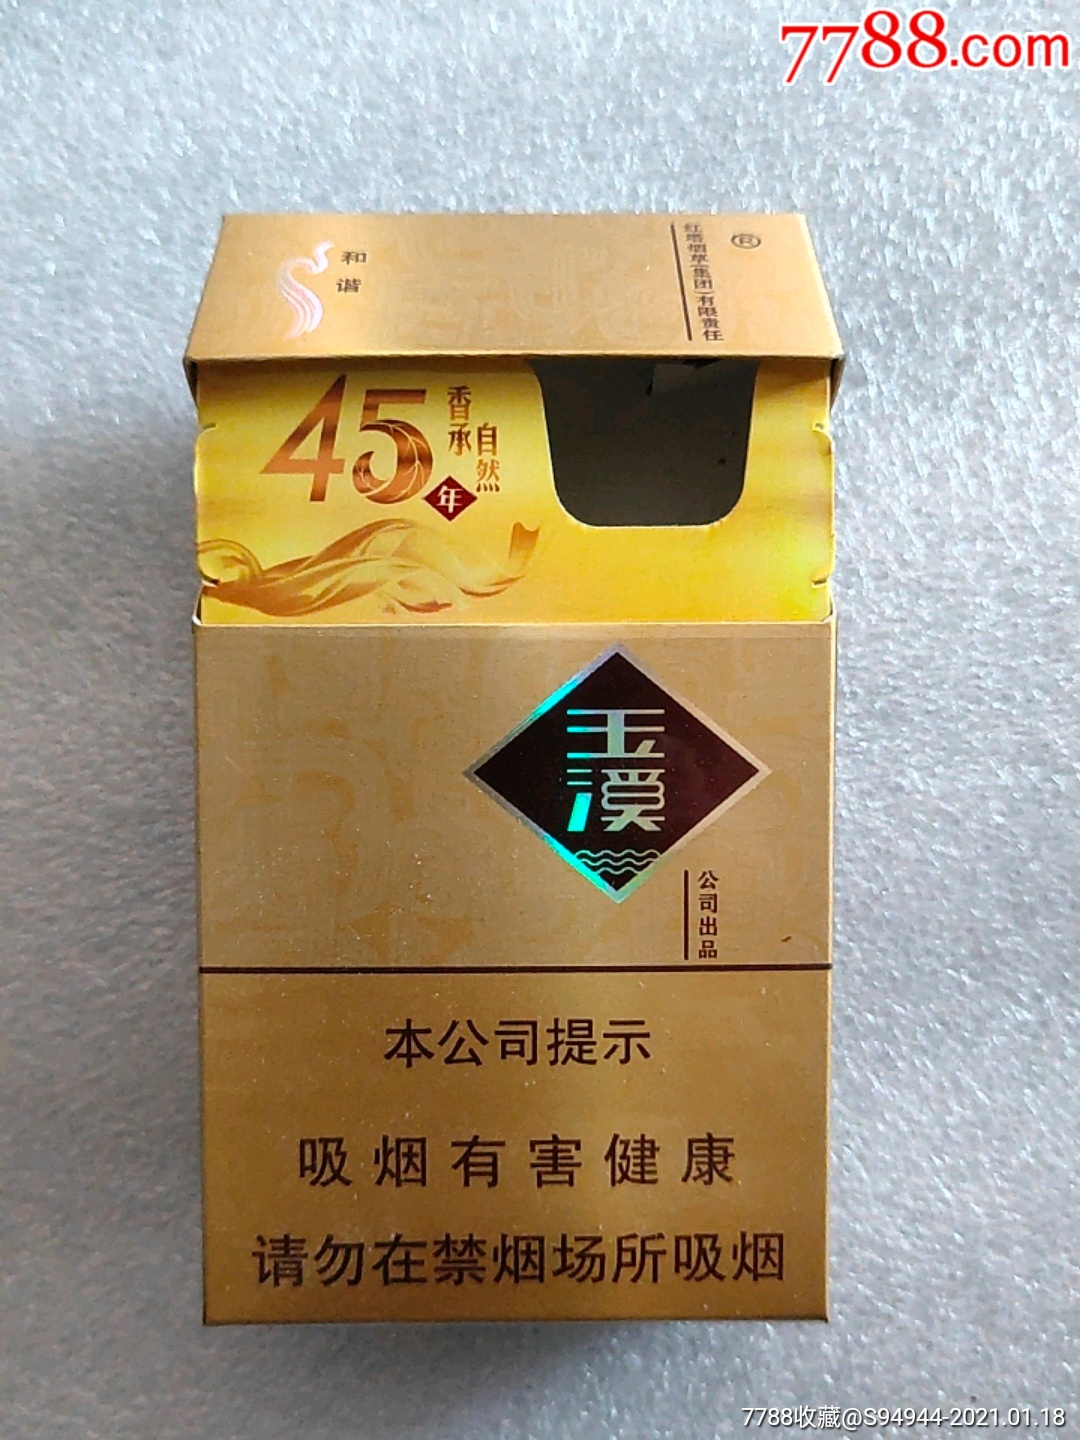 7788.com
和谐
红塔烟草(集团)有限责任
®
45年
香承
自然
玉溪
公司出品
本公司提示
吸烟有害健康
请勿在禁烟场所吸烟
7788收藏@S94944-2021.01.18